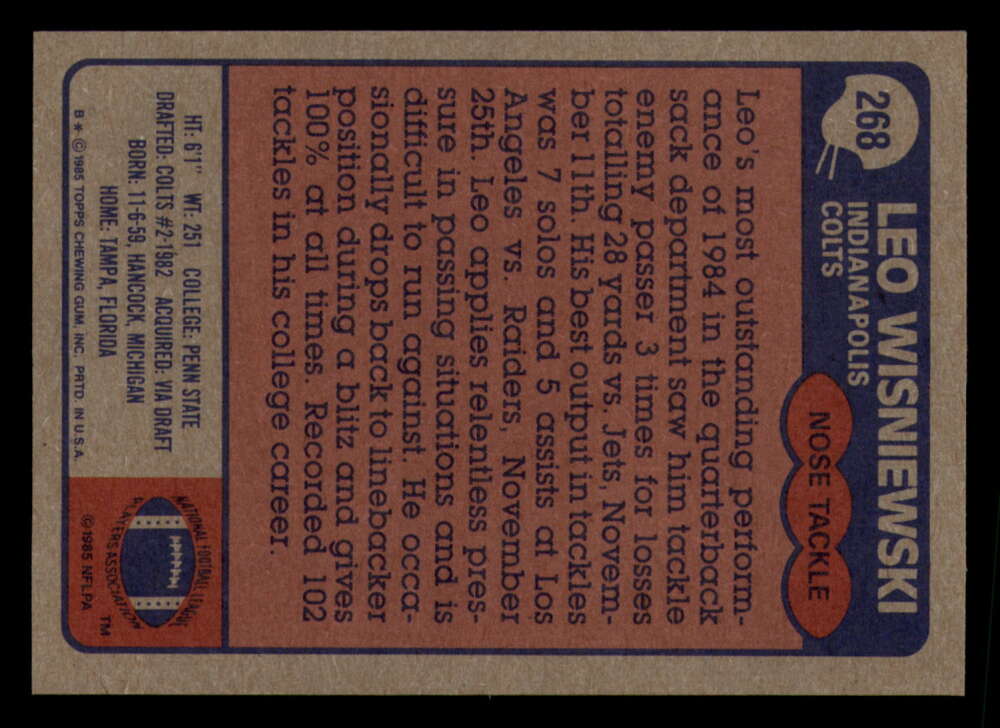 268
LEO WISNIEWSKI
INDIANAPOLIS
COLTS
NOSE TACKLE
Leo's most outstanding perform-
ance of 1984 in the quarterback
sack department saw him tackle
enemy passer 3 times for losses
totalling 28 yards vs. Jets, Novem-
ber 11th. His best output in tackles
was 7 solos and 5 assists at Los
Angeles vs. Raiders, November
25th. Leo applies relentless pres-
sure in passing situations and is
difficult to run against. He occa-
sionally drops back to linebacker
position during a blitz and gives
100% at all times. Recorded 102
tackles in his college career.
HT: 6'1" WT: 251 COLLEGE: PENN STATE
DRAFTED: COLTS #2-1982 ACQUIRED: VIA DRAFT
BORN: 11-6-59, HANCOCK, MICHIGAN
HOME: TAMPA, FLORIDA
B* © 1985 TOPPS CHEWING GUM, INC. PRTD. IN U.S.A.
NATIONAL FOOTBALL LEAGUE
PLAYERS ASSOCIATION
TM
© 1985 NFLPA